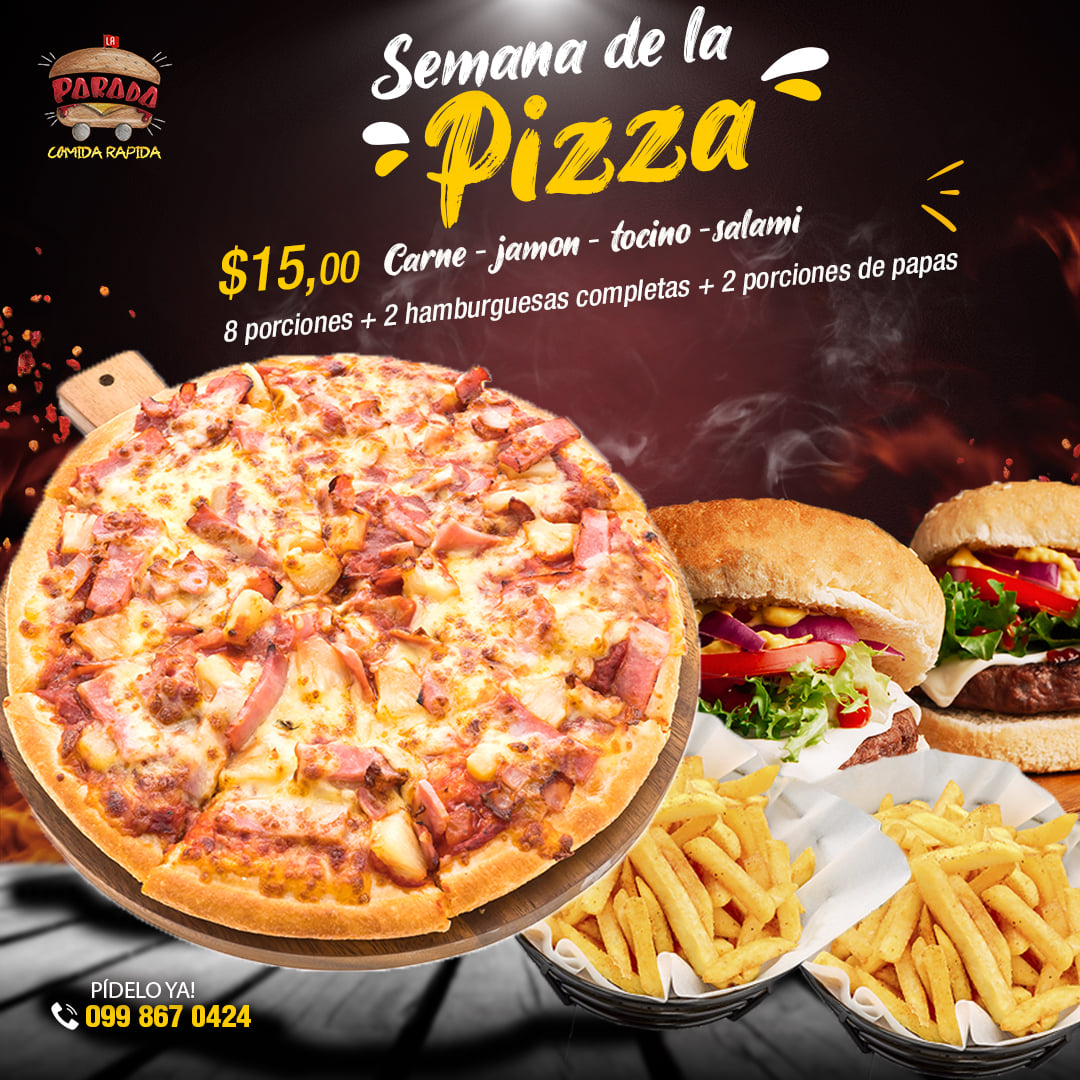 LA
PARADA
COMIDA RAPIDA
Semana de la
Pizza
$15,00 Carne - jamon - tocino - salami
8 porciones + 2 hamburguesas completas + 2 porciones de papas
PÍDELO YA!
099 867 0424